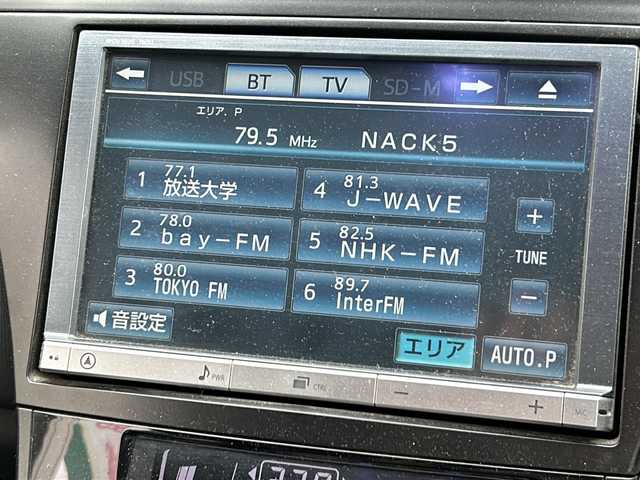 USB BT TV SD-M
エリア.P
79.5 MHz NACK5
1 77.1 放送大学
4 81.3 J-WAVE
2 78.0 bay-FM
5 82.5 NHK-FM
+
TUNE
3 80.0 TOKYO FM
6 89.7 InterFM
−
音設定
エリア AUTO.P
PWR CTRL − + MIC